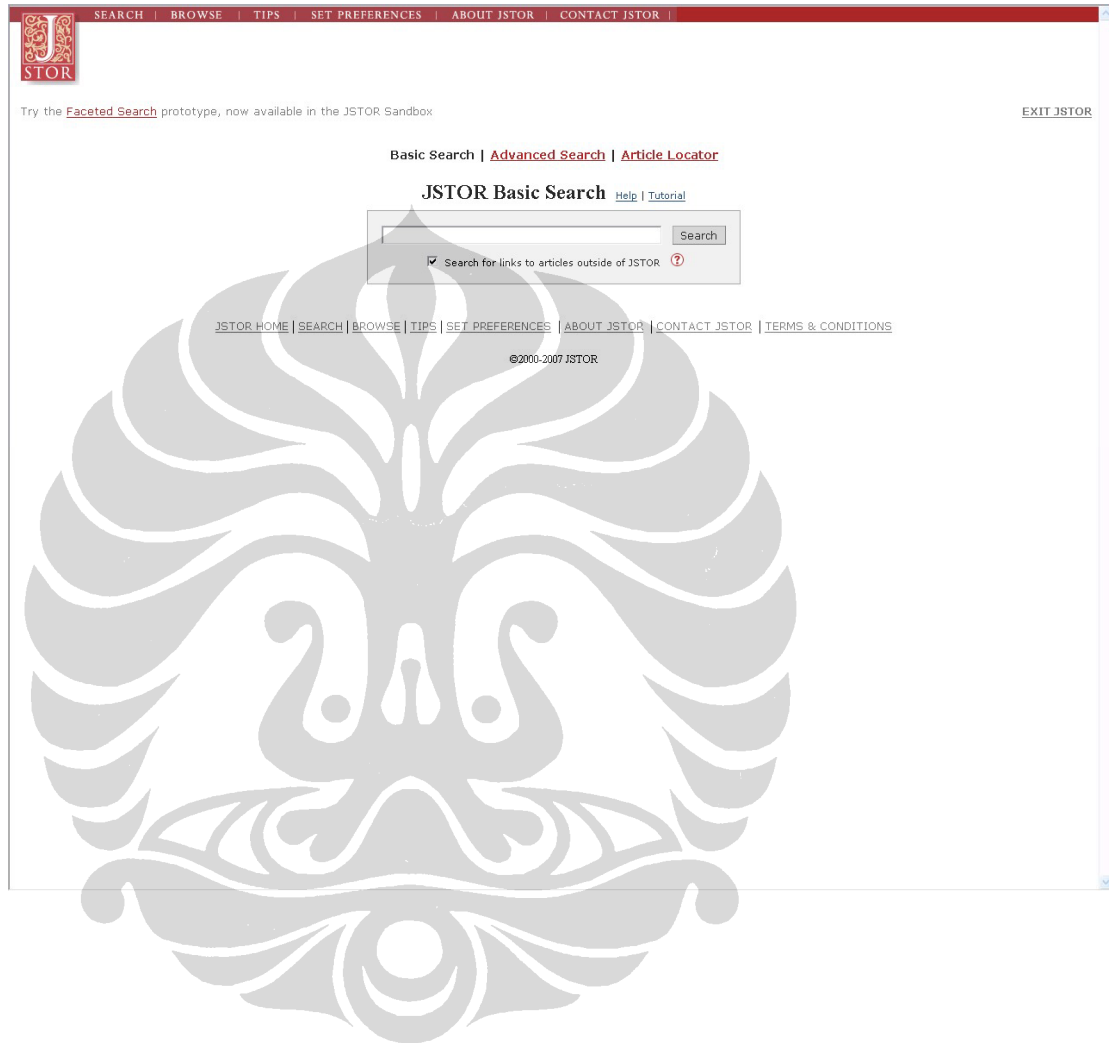 SEARCH | BROWSE | TIPS | SET PREFERENCES | ABOUT JSTOR | CONTACT JSTOR |
J
STOR
Try the Faceted Search prototype, now available in the JSTOR Sandbox
EXIT JSTOR
Basic Search | Advanced Search | Article Locator
JSTOR Basic Search Help | Tutorial
Search
Search for links to articles outside of JSTOR ?
JSTOR HOME | SEARCH | BROWSE | TIPS | SET PREFERENCES | ABOUT JSTOR | CONTACT JSTOR | TERMS & CONDITIONS
©2000-2007 JSTOR